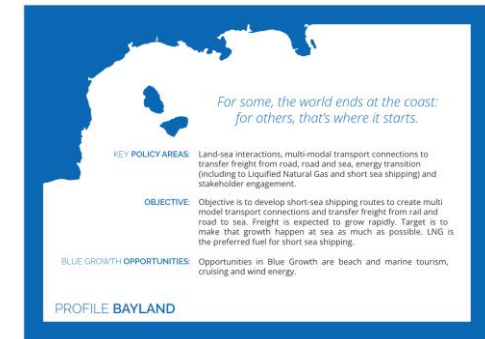 For some, the world ends at the coast:
for others, that's where it starts.
KEY POLICY AREAS: Land-sea interactions, multi-modal transport connections to
transfer freight from road, road and sea, energy transition
(including to Liquified Natural Gas and short sea shipping) and
stakeholder engagement.
OBJECTIVE: Objective is to develop short-sea shipping routes to create multi
model transport connections and transfer freight from rail and
road to sea. Freight is expected to grow rapidly. Target is to
make that growth happen at sea as much as possible. LNG is
the preferred fuel for short sea shipping.
BLUE GROWTH OPPORTUNITIES: Opportunities in Blue Growth are beach and marine tourism,
cruising and wind energy.
PROFILE BAYLAND